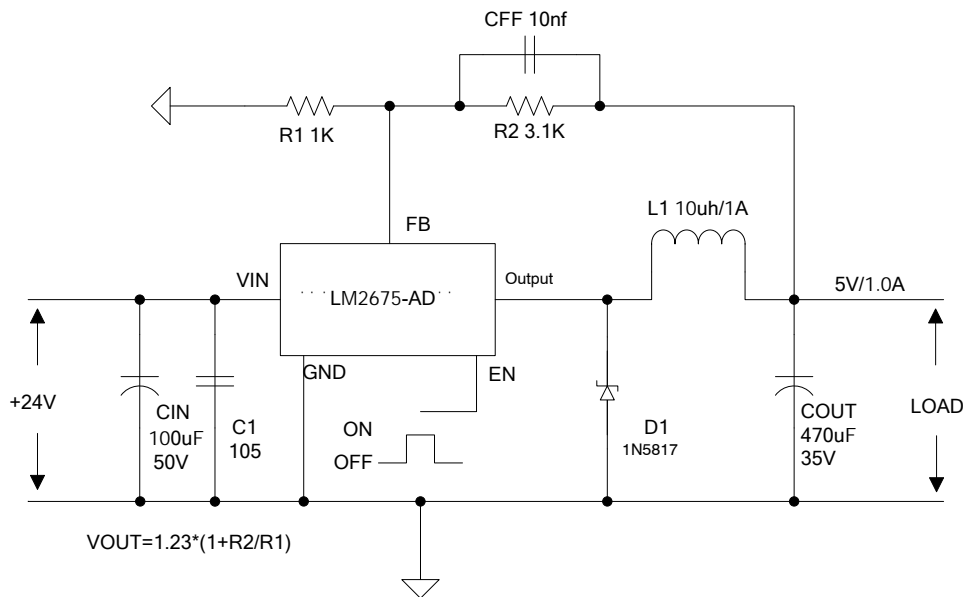 CFF 10nf
R1 1K
R2 3.1K
L1 10uh/1A
FB
VIN
LM2675-AD
Output
5V/1.0A
GND
EN
+24V
CIN
100uF
50V
C1
105
ON
OFF
D1
1N5817
COUT
470uF
35V
LOAD
VOUT=1.23*(1+R2/R1)